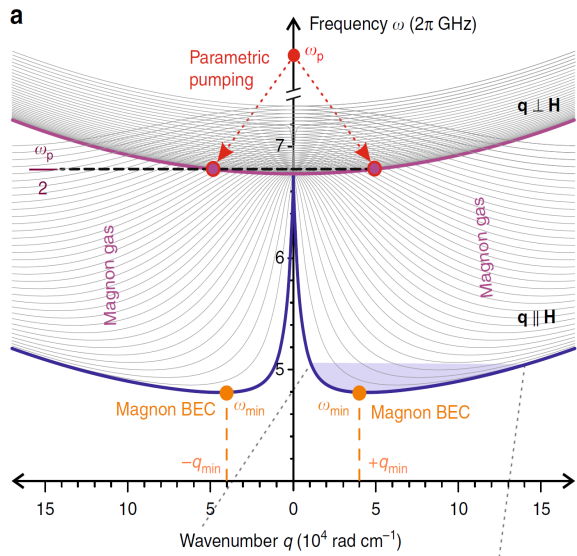 a
Frequency ω (2π GHz)
Parametric
pumping
ωp
q ⊥ H
7
ωp
2
Magnon gas
Magnon gas
6
q ∥ H
5
Magnon BEC
ωmin
ωmin
Magnon BEC
−qmin
+qmin
15
10
5
0
5
10
15
Wavenumber q (10⁴ rad cm⁻¹)